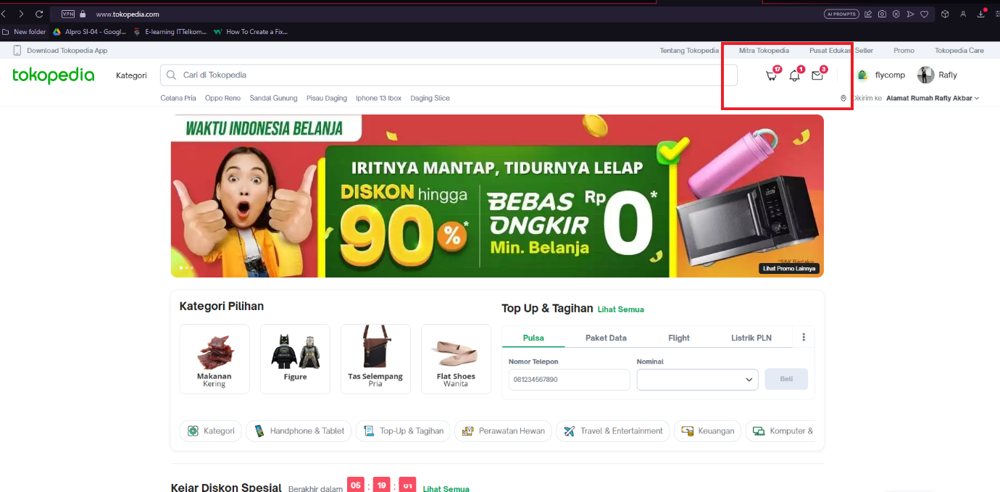 VPN www.tokopedia.com AI PROMPTS
New folder Alpro SI-04 - Googl... E-learning ITTelkom... How To Create a Fix...
Download Tokopedia App Tentang Tokopedia Mitra Tokopedia Pusat Edukasi Seller Promo Tokopedia Care
tokopedia Kategori Cari di Tokopedia 17 1 3 flycomp Rafly
Celana Pria Oppo Reno Sandal Gunung Pisau Daging Iphone 13 Ibox Daging Slice Dikirim ke Alamat Rumah Rafly Akbar
WAKTU INDONESIA BELANJA
IRITNYA MANTAP, TIDURNYA LELAP
DISKON hingga
90%*
BEBAS ONGKIR
Min. Belanja
Rp0*
*S&K Berlaku
Lihat Promo Lainnya
Kategori Pilihan
Makanan
Kering
Figure
Tas Selempang
Pria
Flat Shoes
Wanita
Top Up & Tagihan Lihat Semua
Pulsa Paket Data Flight Listrik PLN
Nomor Telepon Nominal
081234567890 Beli
Kategori Handphone & Tablet Top-Up & Tagihan Perawatan Hewan Travel & Entertainment Keuangan Komputer &
Kejar Diskon Spesial Berakhir dalam 05 : 19 : 01 Lihat Semua